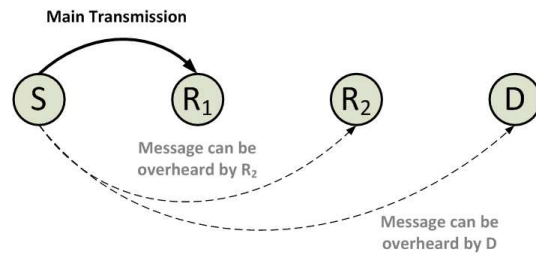 Main Transmission
S
R₁
R₂
D
Message can be
overheard by R₂
Message can be
overheard by D